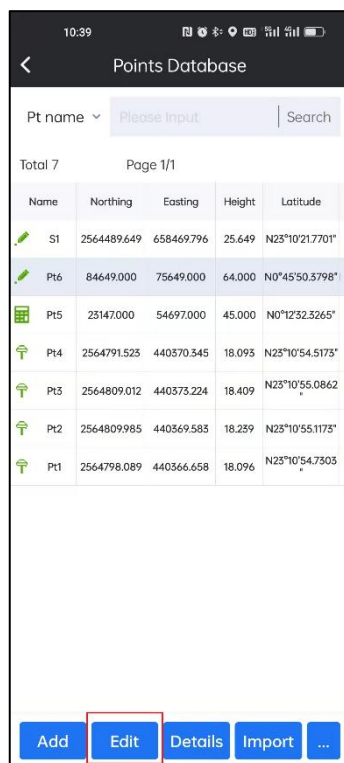 10:39
Points Database
Pt name Please Input Search
Total 7 Page 1/1
Name Northing Easting Height Latitude
S1 2564489.649 658469.796 25.649 N23°10'21.7701"
Pt6 84649.000 75649.000 64.000 N0°45'50.3798"
Pt5 23147.000 54697.000 45.000 N0°12'32.3265"
Pt4 2564791.523 440370.345 18.093 N23°10'54.5173"
Pt3 2564809.012 440373.224 18.409 N23°10'55.0862"
Pt2 2564809.985 440369.583 18.239 N23°10'55.1173"
Pt1 2564798.089 440366.658 18.096 N23°10'54.7303"
Add Edit Details Import ...